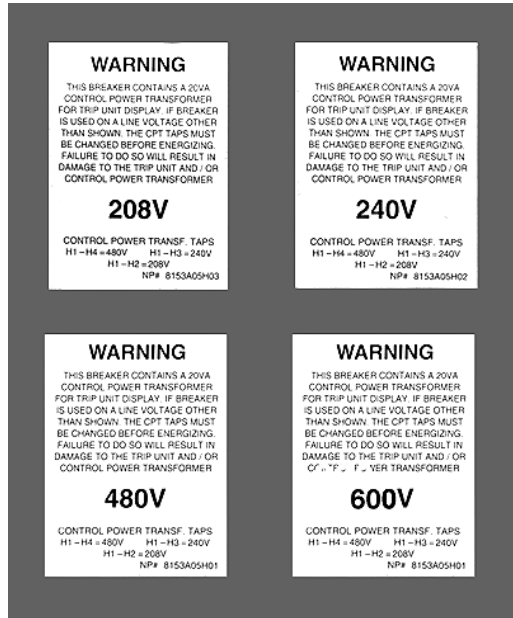 WARNING
THIS BREAKER CONTAINS A 20VA
CONTROL POWER TRANSFORMER
FOR TRIP UNIT DISPLAY. IF BREAKER
IS USED ON A LINE VOLTAGE OTHER
THAN SHOWN. THE CPT TAPS MUST
BE CHANGED BEFORE ENERGIZING.
FAILURE TO DO SO WILL RESULT IN
DAMAGE TO THE TRIP UNIT AND / OR
CONTROL POWER TRANSFORMER
208V
CONTROL POWER TRANSF. TAPS
H1-H4=480V H1-H3=240V
H1-H2=208V
NP# 8153A05H03
WARNING
THIS BREAKER CONTAINS A 20VA
CONTROL POWER TRANSFORMER
FOR TRIP UNIT DISPLAY. IF BREAKER
IS USED ON A LINE VOLTAGE OTHER
THAN SHOWN. THE CPT TAPS MUST
BE CHANGED BEFORE ENERGIZING.
FAILURE TO DO SO WILL RESULT IN
DAMAGE TO THE TRIP UNIT AND / OR
CONTROL POWER TRANSFORMER
240V
CONTROL POWER TRANSF. TAPS
H1-H4=480V H1-H3=240V
H1-H2=208V
NP# 8153A05H02
WARNING
THIS BREAKER CONTAINS A 20VA
CONTROL POWER TRANSFORMER
FOR TRIP UNIT DISPLAY. IF BREAKER
IS USED ON A LINE VOLTAGE OTHER
THAN SHOWN. THE CPT TAPS MUST
BE CHANGED BEFORE ENERGIZING.
FAILURE TO DO SO WILL RESULT IN
DAMAGE TO THE TRIP UNIT AND / OR
CONTROL POWER TRANSFORMER
480V
CONTROL POWER TRANSF. TAPS
H1-H4=480V H1-H3=240V
H1-H2=208V
NP# 8153A05H01
WARNING
THIS BREAKER CONTAINS A 20VA
CONTROL POWER TRANSFORMER
FOR TRIP UNIT DISPLAY. IF BREAKER
IS USED ON A LINE VOLTAGE OTHER
THAN SHOWN. THE CPT TAPS MUST
BE CHANGED BEFORE ENERGIZING.
FAILURE TO DO SO WILL RESULT IN
DAMAGE TO THE TRIP UNIT AND / OR
TRANSFORMER
600V
CONTROL POWER TRANSF. TAPS
H1-H4=480V H1-H3=240V
H1-H2=208V
NP# 8153A05H01